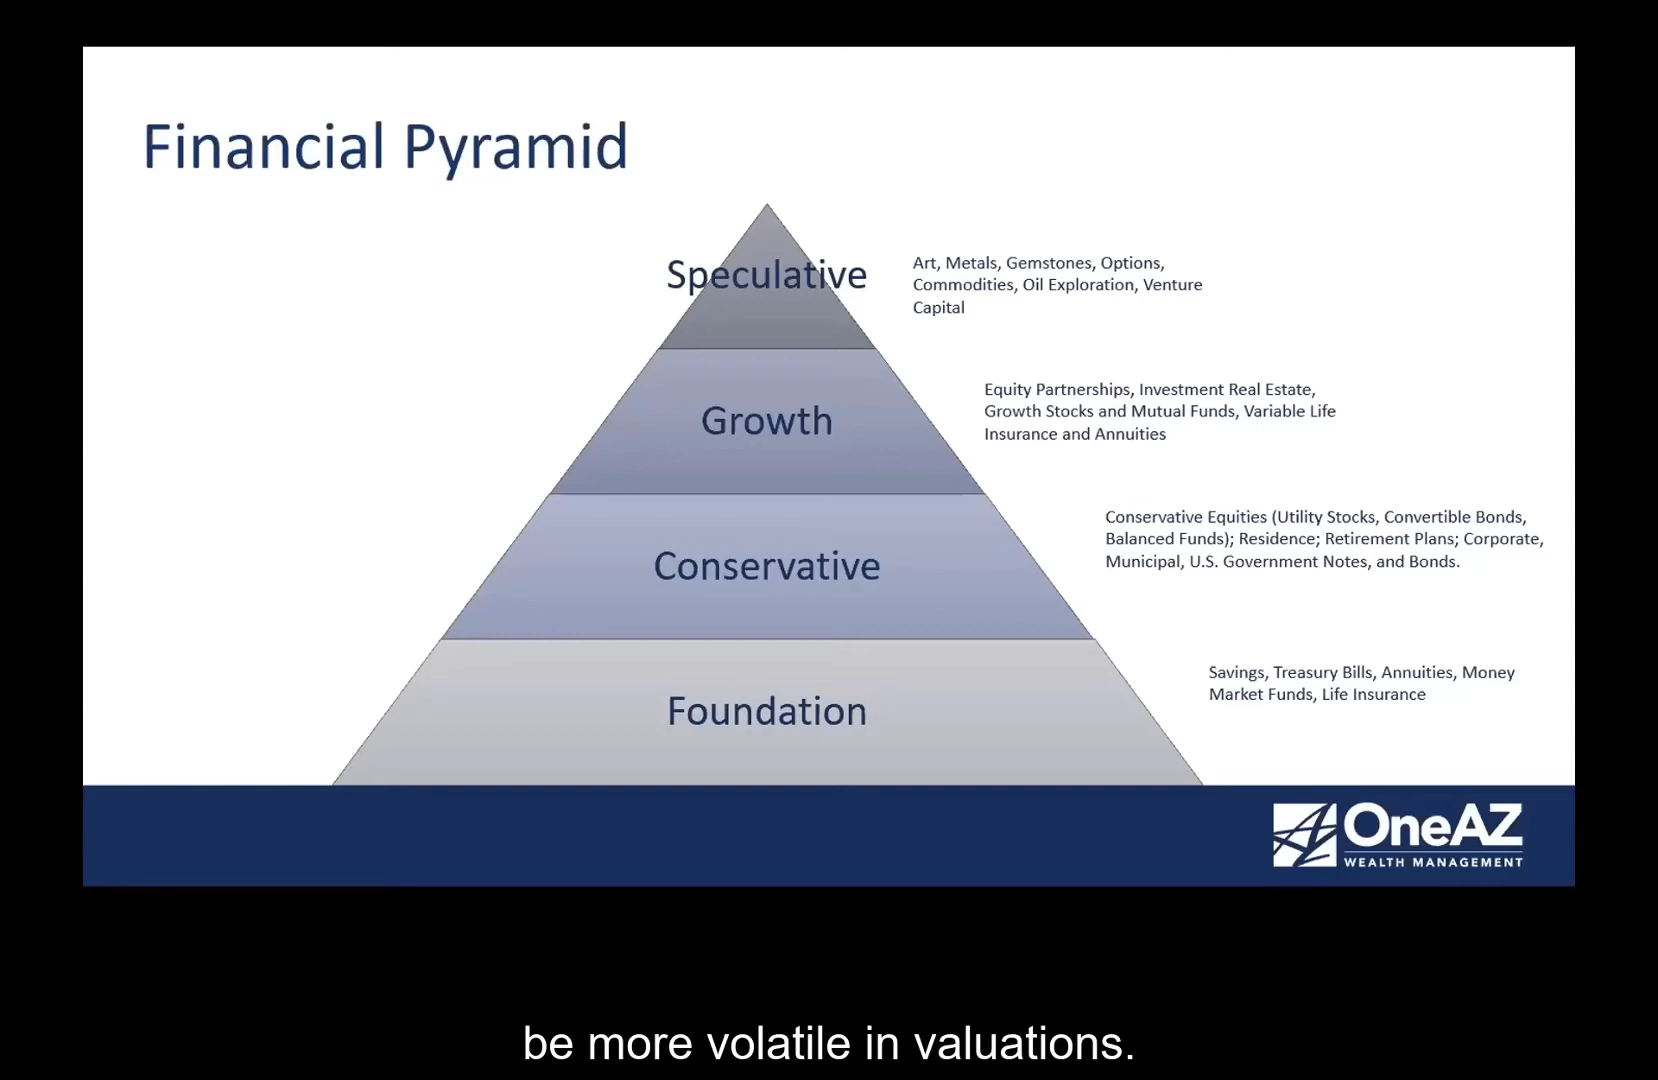 Financial Pyramid
Speculative
Art, Metals, Gemstones, Options,
Commodities, Oil Exploration, Venture
Capital
Growth
Equity Partnerships, Investment Real Estate,
Growth Stocks and Mutual Funds, Variable Life
Insurance and Annuities
Conservative
Conservative Equities (Utility Stocks, Convertible Bonds,
Balanced Funds); Residence; Retirement Plans; Corporate,
Municipal, U.S. Government Notes, and Bonds.
Foundation
Savings, Treasury Bills, Annuities, Money
Market Funds, Life Insurance
OneAZ
WEALTH MANAGEMENT
be more volatile in valuations.